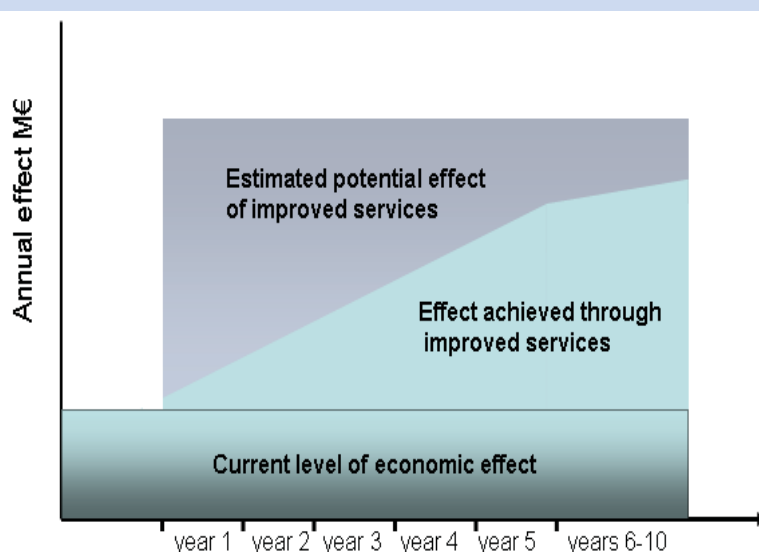 Annual effect M€
Estimated potential effect
of improved services
Effect achieved through
improved services
Current level of economic effect
year 1 year 2 year 3 year 4 year 5 years 6-10